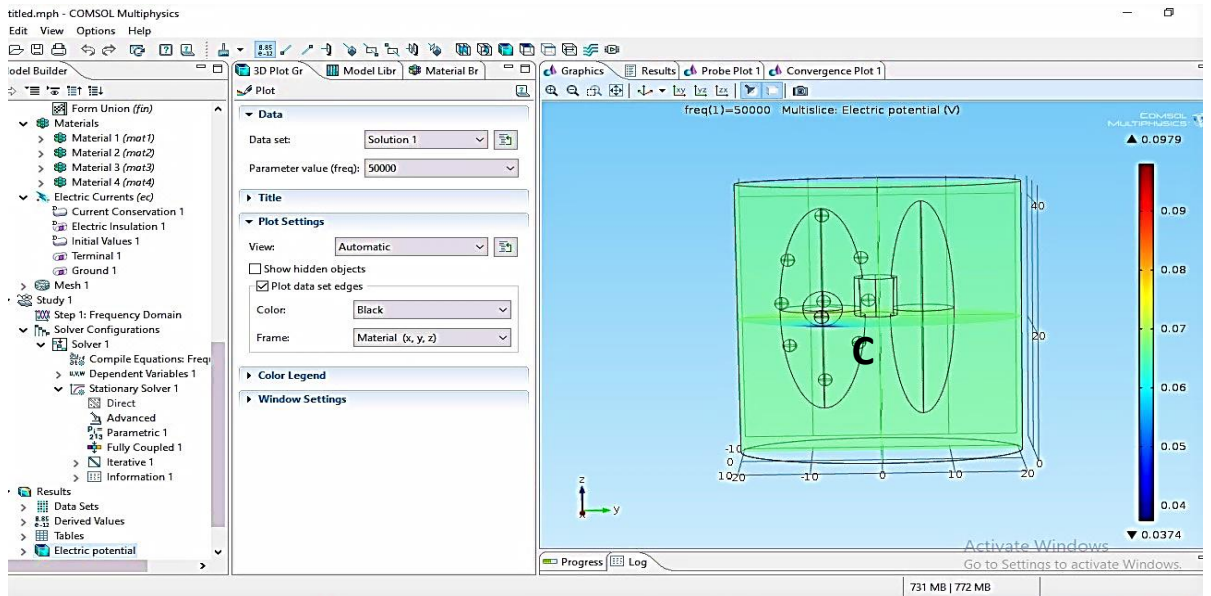 titled.mph - COMSOL Multiphysics
Edit View Options Help
odel Builder
Form Union (fin)
Materials
Material 1 (mat1)
Material 2 (mat2)
Material 3 (mat3)
Material 4 (mat4)
Electric Currents (ec)
Current Conservation 1
Electric Insulation 1
Initial Values 1
Terminal 1
Ground 1
Mesh 1
Study 1
Step 1: Frequency Domain
Solver Configurations
Solver 1
Compile Equations: Frequ
Dependent Variables 1
Stationary Solver 1
Direct
Advanced
Parametric 1
Fully Coupled 1
Iterative 1
Information 1
Results
Data Sets
Derived Values
Tables
Electric potential
3D Plot Gr Model Libr Material Br
Plot
Data
Data set: Solution 1
Parameter value (freq): 50000
Title
Plot Settings
View: Automatic
Show hidden objects
Plot data set edges
Color: Black
Frame: Material (x, y, z)
Color Legend
Window Settings
Graphics Results Probe Plot 1 Convergence Plot 1
freq(1)=50000 Multislice: Electric potential (V)
COMSOL
MULTIPHYSICS
▲ 0.0979
0.09
0.08
0.07
0.06
0.05
0.04
▼ 0.0374
40
20
0
C
-10
0
10
-20 -10 0 10 20
z
y
Progress Log
Activate Windows
Go to Settings to activate Windows.
731 MB | 772 MB